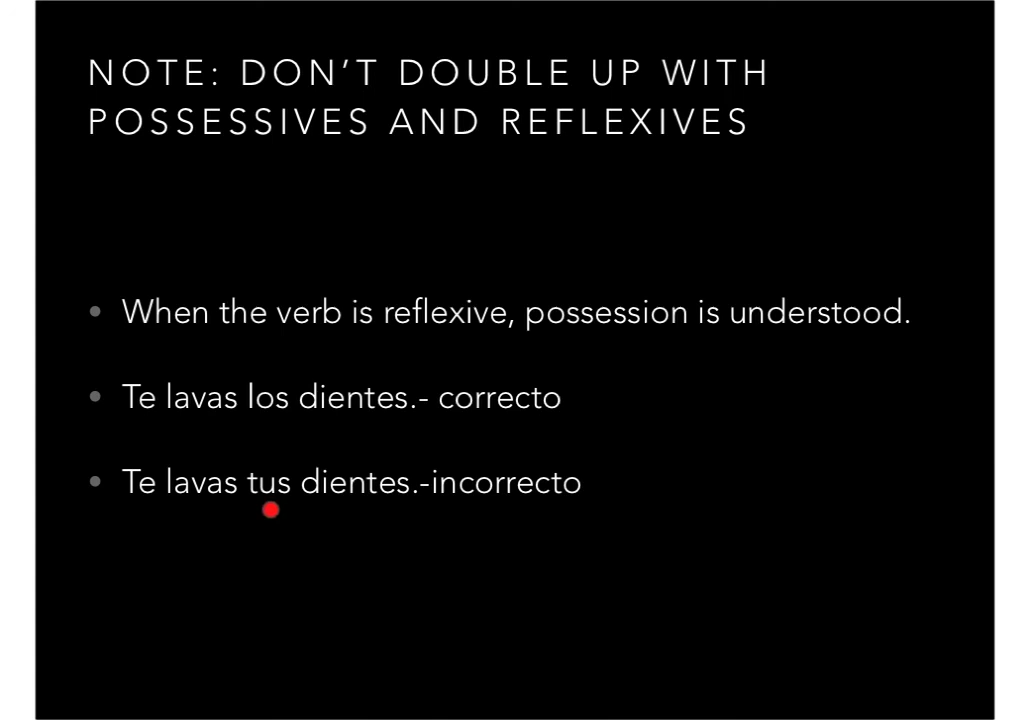 NOTE: DON’T DOUBLE UP WITH
POSSESSIVES AND REFLEXIVES
• When the verb is reflexive, possession is understood.
• Te lavas los dientes.- correcto
• Te lavas tus dientes.-incorrecto